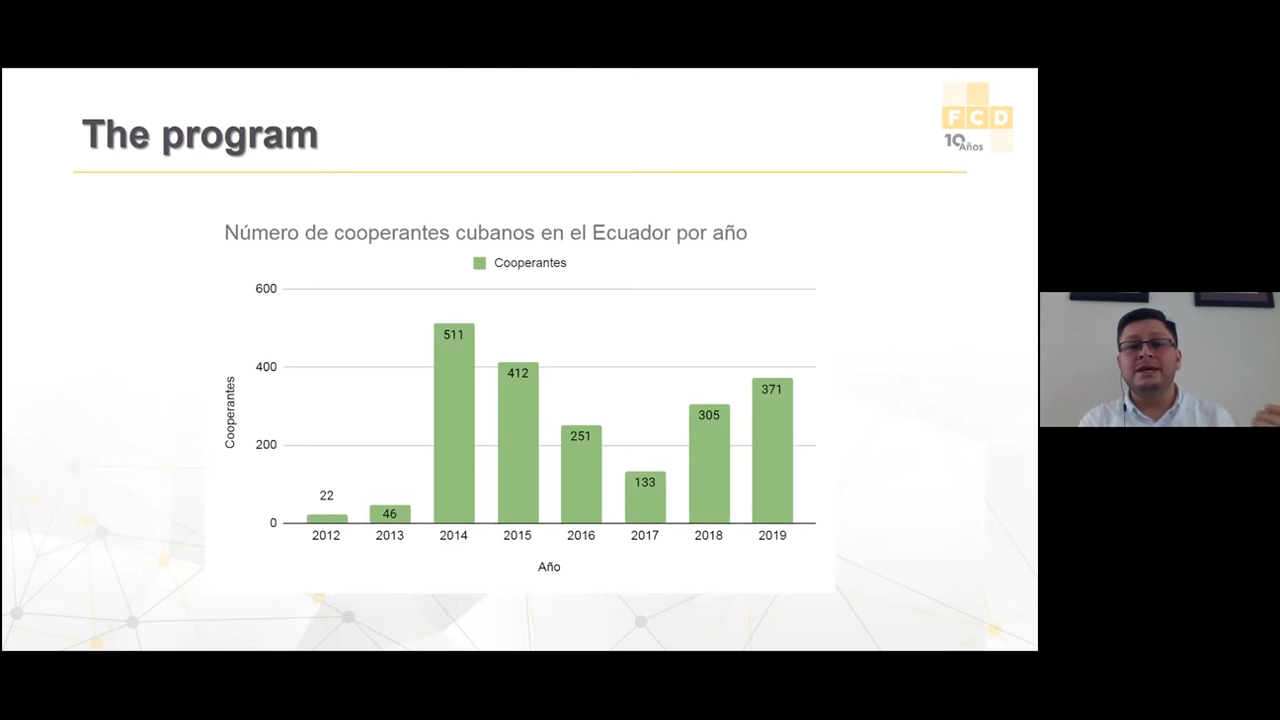 The program
FCD
10 Años
Número de cooperantes cubanos en el Ecuador por año
Cooperantes
600
400
200
0
Cooperantes
22
46
511
412
251
133
305
371
2012 2013 2014 2015 2016 2017 2018 2019
Año